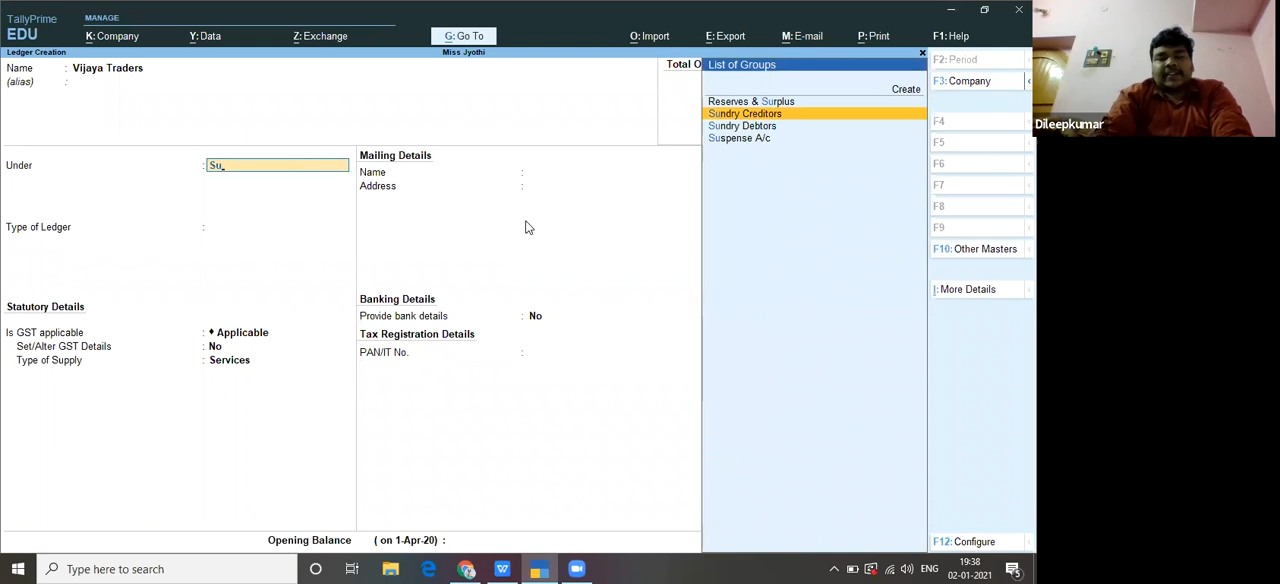 TallyPrime
EDU
MANAGE
K: Company
Y: Data
Z: Exchange
G: Go To
O: Import
E: Export
M: E-mail
P: Print
F1: Help
Ledger Creation
Miss Jyothi
Name : Vijaya Traders
(alias) :
Total O
List of Groups
Create
Reserves & Surplus
Sundry Creditors
Sundry Debtors
Suspense A/c
Under : Su
Type of Ledger :
Mailing Details
Name :
Address :
Statutory Details
Is GST applicable : ♦ Applicable
Set/Alter GST Details : No
Type of Supply : Services
Banking Details
Provide bank details : No
Tax Registration Details
PAN/IT No. :
Opening Balance ( on 1-Apr-20) :
F2: Period
F3: Company
F4
F5
F6
F7
F8
F9
F10: Other Masters
I: More Details
F12: Configure
Dileepkumar
Type here to search
ENG
19:38
02-01-2021
5